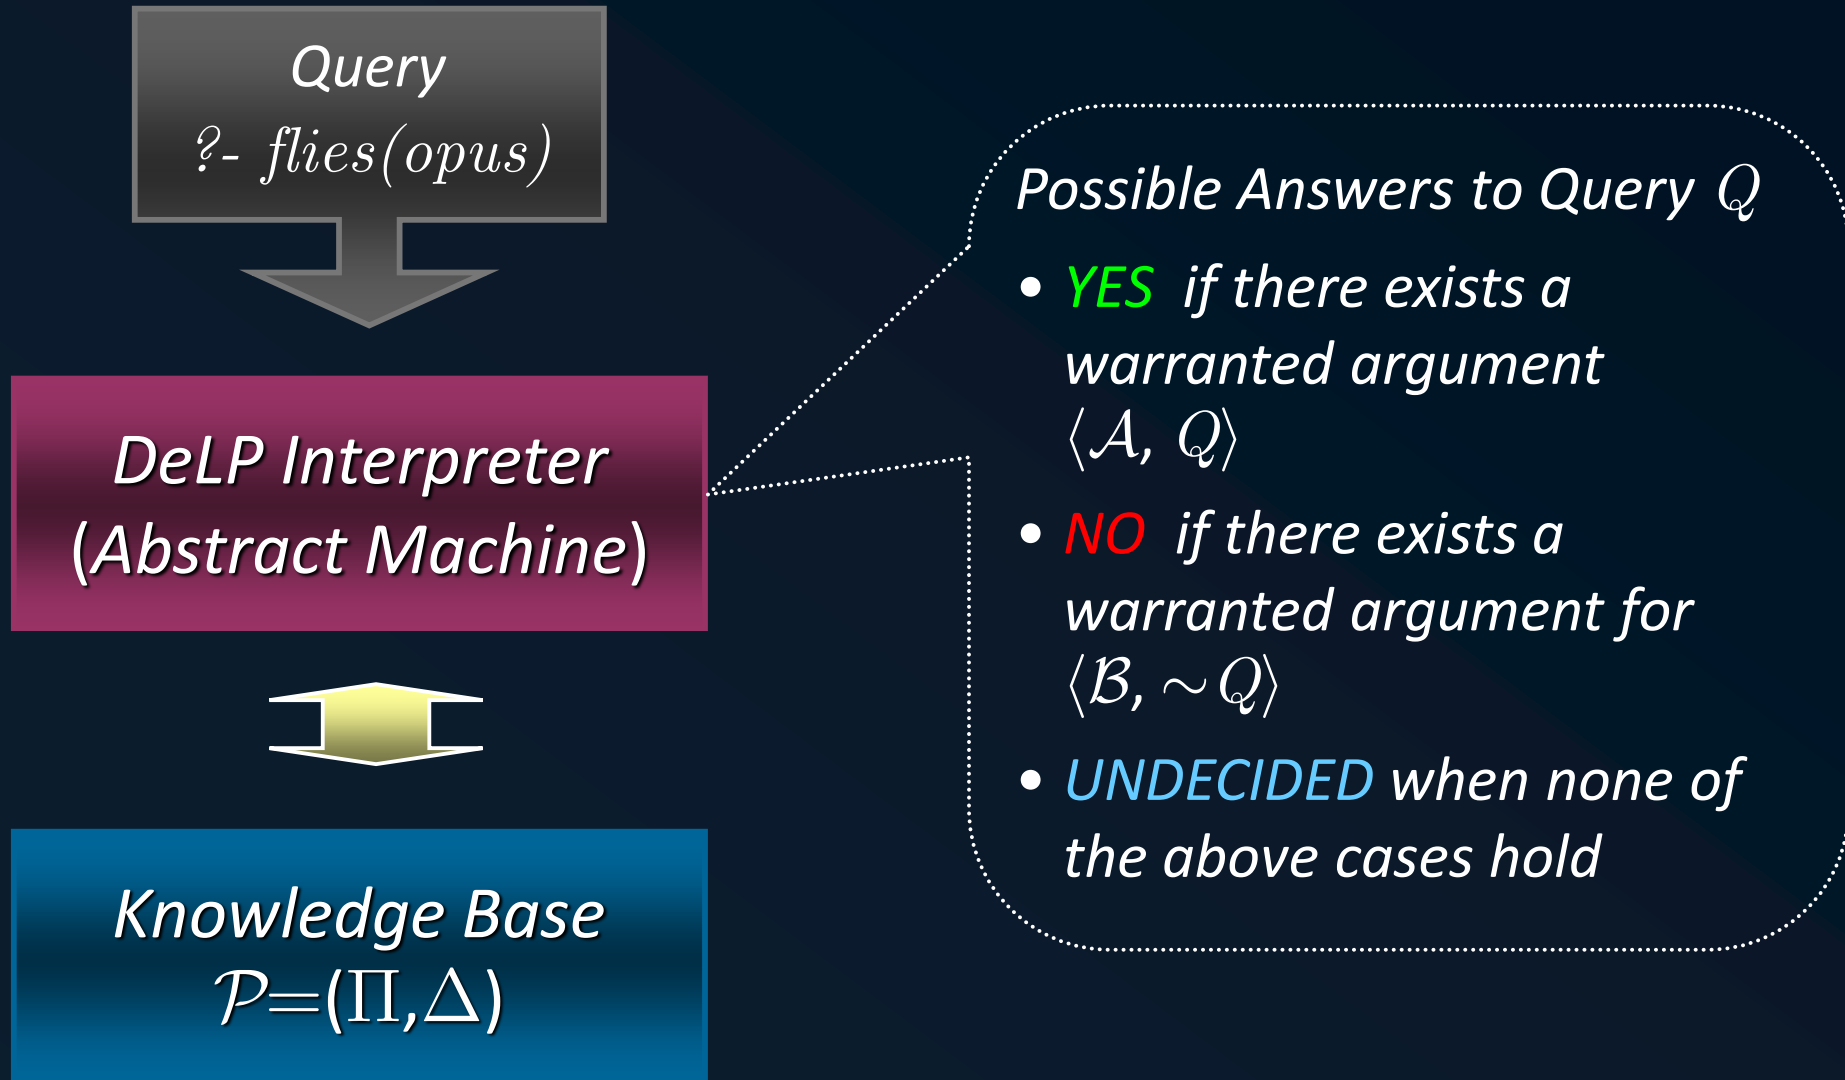 Query
?- flies(opus)
DeLP Interpreter
(Abstract Machine)
Knowledge Base
𝒫=(Π,Δ)
Possible Answers to Query Q
• YES if there exists a
warranted argument
⟨𝒜, Q⟩
• NO if there exists a
warranted argument for
⟨ℬ, ∼Q⟩
• UNDECIDED when none of
the above cases hold